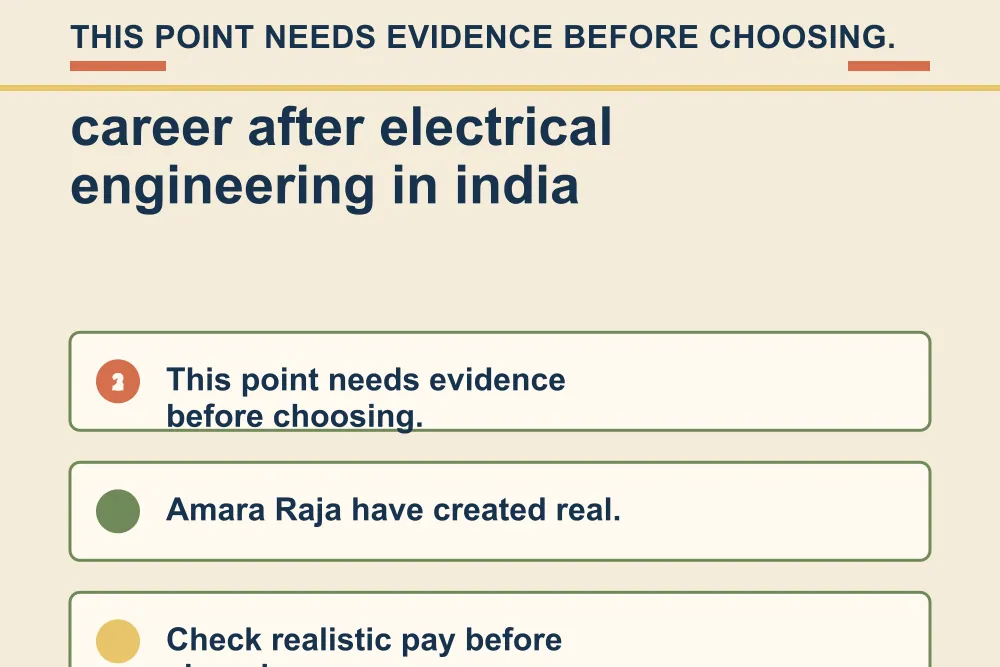 THIS POINT NEEDS EVIDENCE BEFORE CHOOSING.
career after electrical
engineering in india
This point needs evidence
before choosing.
Amara Raja have created real.
Check realistic pay before